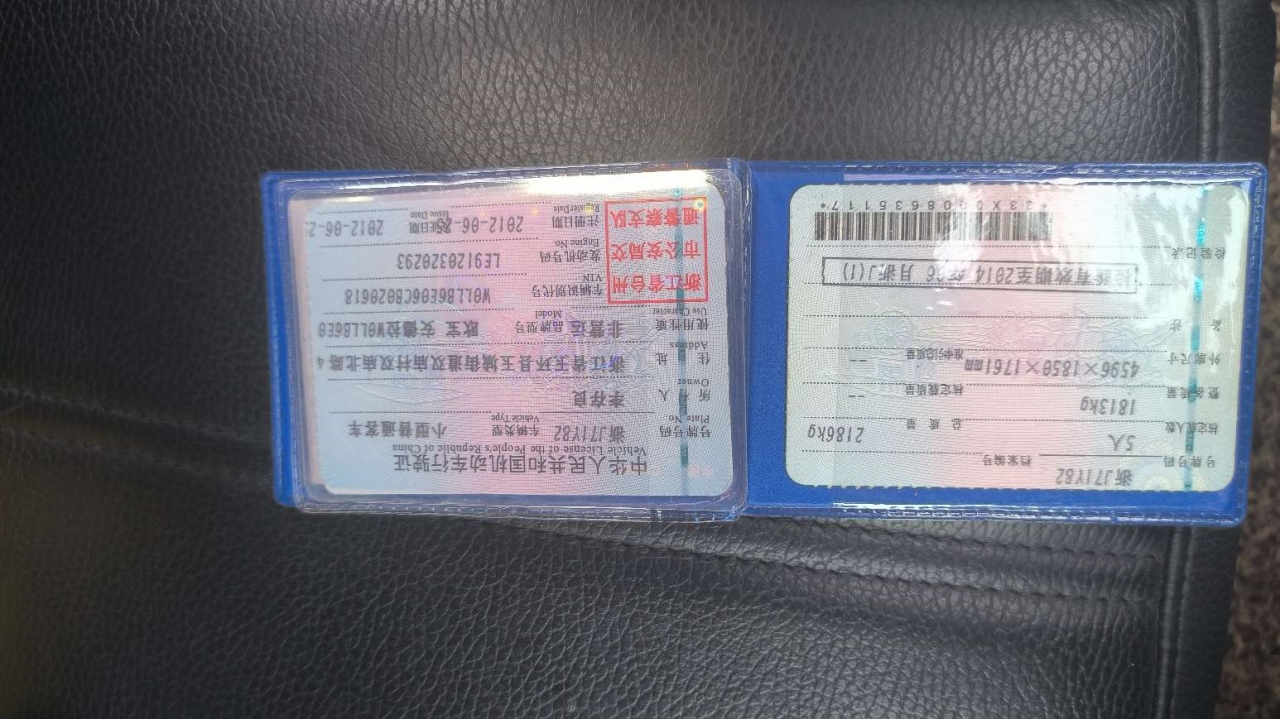 中华人民共和国机动车行驶证
Vehicle License of the People's Republic of China
号牌号码 浙J71Y82 车辆类型 小型普通客车
Plate No. Vehicle Type
所有人 李存良
Owner
住址 浙江省玉环县玉城街道双庙村双庙北路4
Address
使用性质 非营运 品牌型号 欧宝 安德拉W0LLB6E0
Use Character Model
浙江省台州
市公安局交
通警察支队
车辆识别代号 W0LLB6E06CB020618
VIN
发动机号码 LE9120320293
Engine No.
注册日期 2012-06-2 发证日期 2012-06-2
Register Date Issue Date
号牌号码 浙J71Y82 档案编号
核定载人数 5人 总质量 2186kg
整备质量 1813kg 核定载质量 --
外廓尺寸 4596×1850×1761mm 准牵引总质量 --
备注
检验有效期至2014年06月浙J(1)
检验记录